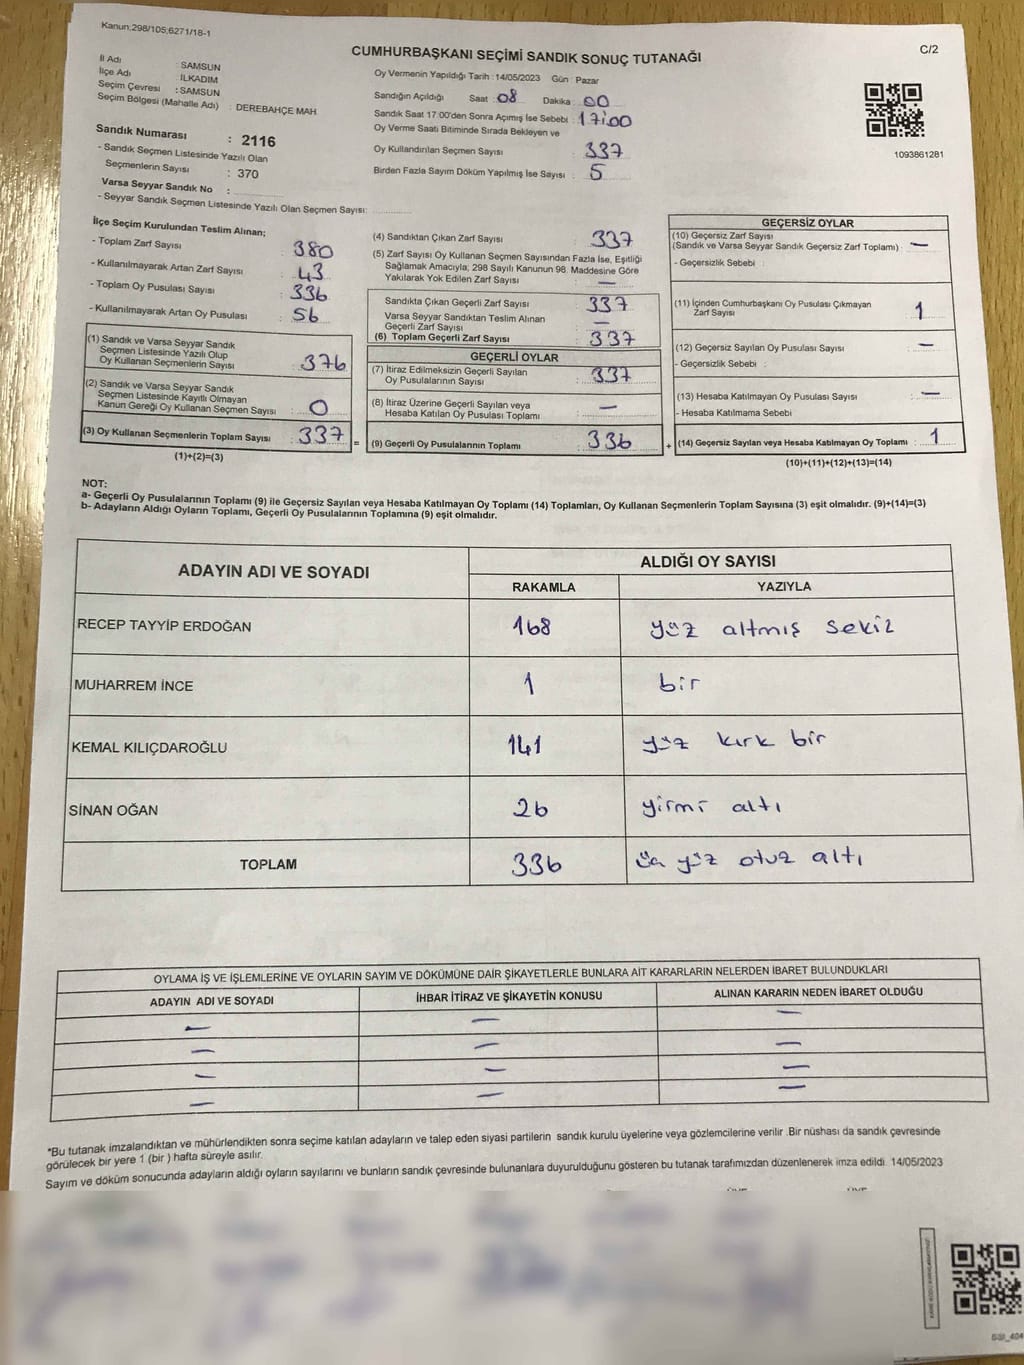 Kanun:298/105;6271/18-1
CUMHURBAŞKANI SEÇİMİ SANDIK SONUÇ TUTANAĞI
C/2
İl Adı : SAMSUN
İlçe Adı : İLKADIM
Seçim Çevresi : SAMSUN
Seçim Bölgesi (Mahalle Adı) : DEREBAHÇE MAH
Sandık Numarası : 2116
- Sandık Seçmen Listesinde Yazılı Olan
Seçmenlerin Sayısı : 370
Varsa Seyyar Sandık No :
- Seyyar Sandık Seçmen Listesinde Yazılı Olan Seçmen Sayısı:
Oy Vermenin Yapıldığı Tarih : 14/05/2023 Gün : Pazar
Sandığın Açıldığı Saat : 08 Dakika : 00
Sandık Saat 17.00'den Sonra Açımış İse Sebebi : 17:00
Oy Verme Saati Bitiminde Sırada Bekleyen ve
Oy Kullandırılan Seçmen Sayısı : 337
Birden Fazla Sayım Döküm Yapılmış İse Sayısı : 5
1093861281
İlçe Seçim Kurulundan Teslim Alınan;
- Toplam Zarf Sayısı : 380
- Kullanılmayarak Artan Zarf Sayısı : 43
- Toplam Oy Pusulası Sayısı : 336
- Kullanılmayarak Artan Oy Pusulası : 56
(1) Sandık ve Varsa Seyyar Sandık
Seçmen Listesinde Yazılı Olup
Oy Kullanan Seçmenlerin Sayısı : 376
(2) Sandık ve Varsa Seyyar Sandık
Seçmen Listesinde Kayıtlı Olmayan
Kanun Gereği Oy Kullanan Seçmen Sayısı : 0
(3) Oy Kullanan Seçmenlerin Toplam Sayısı : 337 =
(1)+(2)=(3)
(4) Sandıktan Çıkan Zarf Sayısı : 337
(5) Zarf Sayısı Oy Kullanan Seçmen Sayısından Fazla İse, Eşitliği
Sağlamak Amacıyla; 298 Sayılı Kanunun 98. Maddesine Göre
Yakılarak Yok Edilen Zarf Sayısı : —
Sandıkta Çıkan Geçerli Zarf Sayısı : 337
Varsa Seyyar Sandıktan Teslim Alınan
Geçerli Zarf Sayısı : —
(6) Toplam Geçerli Zarf Sayısı : 337
GEÇERLİ OYLAR
(7) İtiraz Edilmeksizin Geçerli Sayılan
Oy Pusulalarının Sayısı : 337
(8) İtiraz Üzerine Geçerli Sayılan veya
Hesaba Katılan Oy Pusulası Toplamı : —
(9) Geçerli Oy Pusulalarının Toplamı : 336 +
GEÇERSİZ OYLAR
(10) Geçersiz Zarf Sayısı
(Sandık ve Varsa Seyyar Sandık Geçersiz Zarf Toplamı) : —
- Geçersizlik Sebebi :
(11) İçinden Cumhurbaşkanı Oy Pusulası Çıkmayan
Zarf Sayısı : 1
(12) Geçersiz Sayılan Oy Pusulası Sayısı : —
- Geçersizlik Sebebi :
(13) Hesaba Katılmayan Oy Pusulası Sayısı : —
- Hesaba Katılmama Sebebi
(14) Geçersiz Sayılan veya Hesaba Katılmayan Oy Toplamı : 1
(10)+(11)+(12)+(13)=(14)
NOT:
a- Geçerli Oy Pusulalarının Toplamı (9) ile Geçersiz Sayılan veya Hesaba Katılmayan Oy Toplamı (14) Toplamları, Oy Kullanan Seçmenlerin Toplam Sayısına (3) eşit olmalıdır. (9)+(14)=(3)
b- Adayların Aldığı Oyların Toplamı, Geçerli Oy Pusulalarının Toplamına (9) eşit olmalıdır.
ADAYIN ADI VE SOYADI
ALDIĞI OY SAYISI
RAKAMLA YAZIYLA
RECEP TAYYİP ERDOĞAN 168 yüz altmış sekiz
MUHARREM İNCE 1 bir
KEMAL KILIÇDAROĞLU 141 yüz kırk bir
SİNAN OĞAN 26 yirmi altı
TOPLAM 336 üç yüz otuz altı
OYLAMA İŞ VE İŞLEMLERİNE VE OYLARIN SAYIM VE DÖKÜMÜNE DAİR ŞİKAYETLERLE BUNLARA AİT KARARLARIN NELERDEN İBARET BULUNDUKLARI
ADAYIN ADI VE SOYADI İHBAR İTİRAZ VE ŞİKAYETİN KONUSU ALINAN KARARIN NEDEN İBARET OLDUĞU
— — —
— — —
— — —
— — —
*Bu tutanak imzalandıktan ve mühürlendikten sonra seçime katılan adayların ve talep eden siyasi partilerin sandık kurulu üyelerine veya gözlemcilerine verilir .Bir nüshası da sandık çevresinde
görülecek bir yere 1 (bir ) hafta süreyle asılır.
Sayım ve döküm sonucunda adayların aldığı oyların sayılarını ve bunların sandık çevresinde bulunanlara duyurulduğunu gösteren bu tutanak tarafımızdan düzenlenerek imza edildi. 14/05/2023